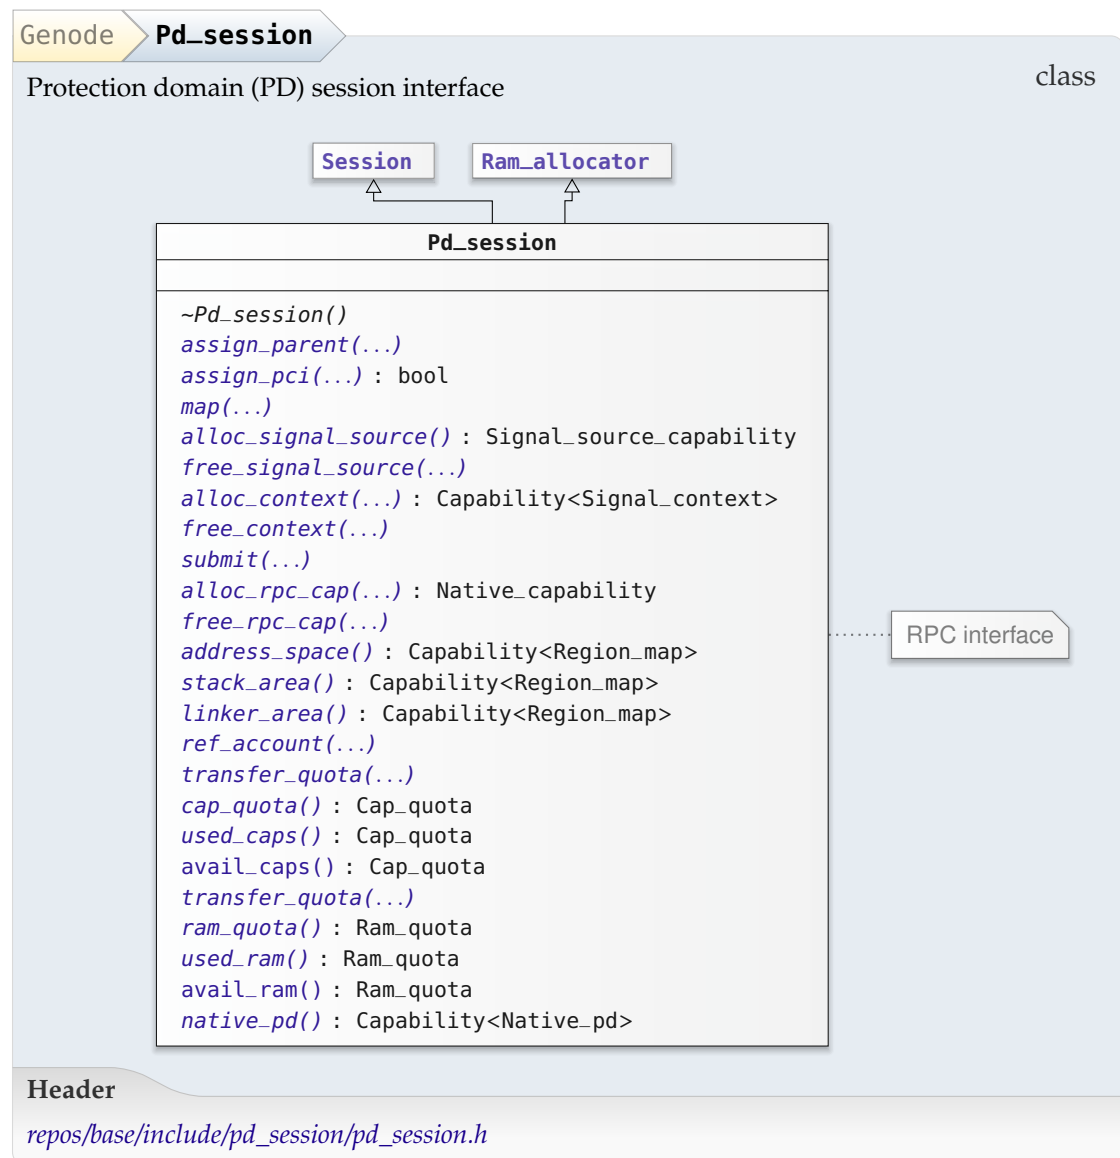 Genode Pd_session
class
Protection domain (PD) session interface
Session Ram_allocator
Pd_session
~Pd_session()
assign_parent(...)
assign_pci(...) : bool
map(...)
alloc_signal_source() : Signal_source_capability
free_signal_source(...)
alloc_context(...) : Capability<Signal_context>
free_context(...)
submit(...)
alloc_rpc_cap(...) : Native_capability
free_rpc_cap(...)
RPC interface
address_space() : Capability<Region_map>
stack_area() : Capability<Region_map>
linker_area() : Capability<Region_map>
ref_account(...)
transfer_quota(...)
cap_quota() : Cap_quota
used_caps() : Cap_quota
avail_caps() : Cap_quota
transfer_quota(...)
ram_quota() : Ram_quota
used_ram() : Ram_quota
avail_ram() : Ram_quota
native_pd() : Capability<Native_pd>
Header
repos/base/include/pd_session/pd_session.h